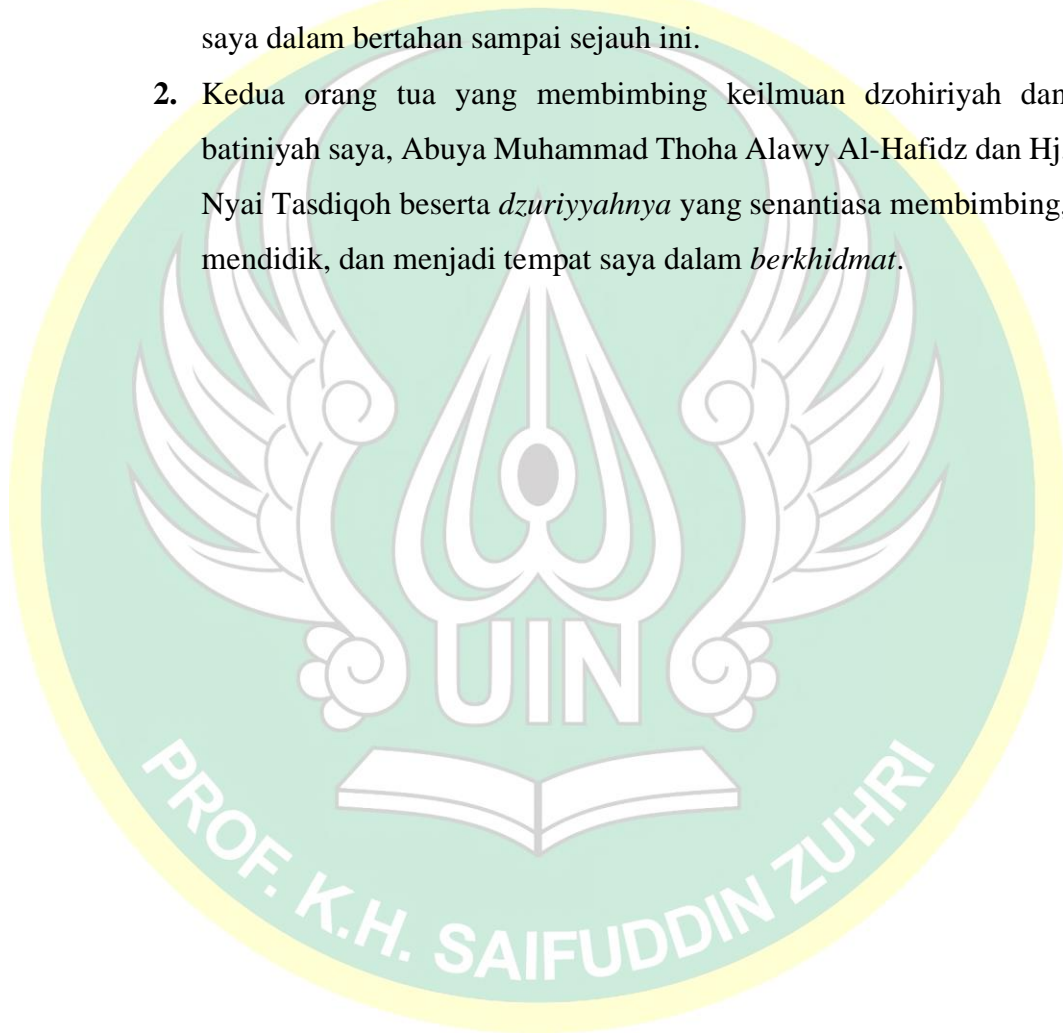 saya dalam bertahan sampai sejauh ini.
2. Kedua orang tua yang membimbing keilmuan dzohiriyah dan
batiniyah saya, Abuya Muhammad Thoha Alawy Al-Hafidz dan Hj
Nyai Tasdiqoh beserta dzuriyyahnya yang senantiasa membimbing,
mendidik, dan menjadi tempat saya dalam berkhidmat.
UIN
PROF. K.H. SAIFUDDIN ZUHRI